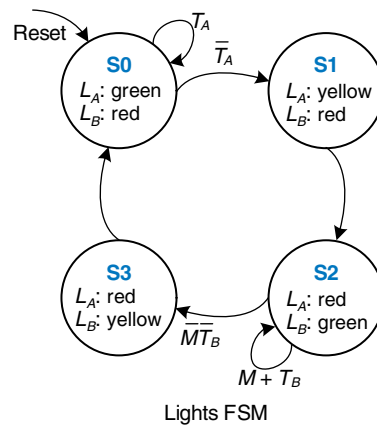 Reset
T_A
S0
L_A: green
L_B: red
T̅_A
S1
L_A: yellow
L_B: red
S3
L_A: red
L_B: yellow
S2
L_A: red
L_B: green
M̅T̅_B
M + T_B
Lights FSM